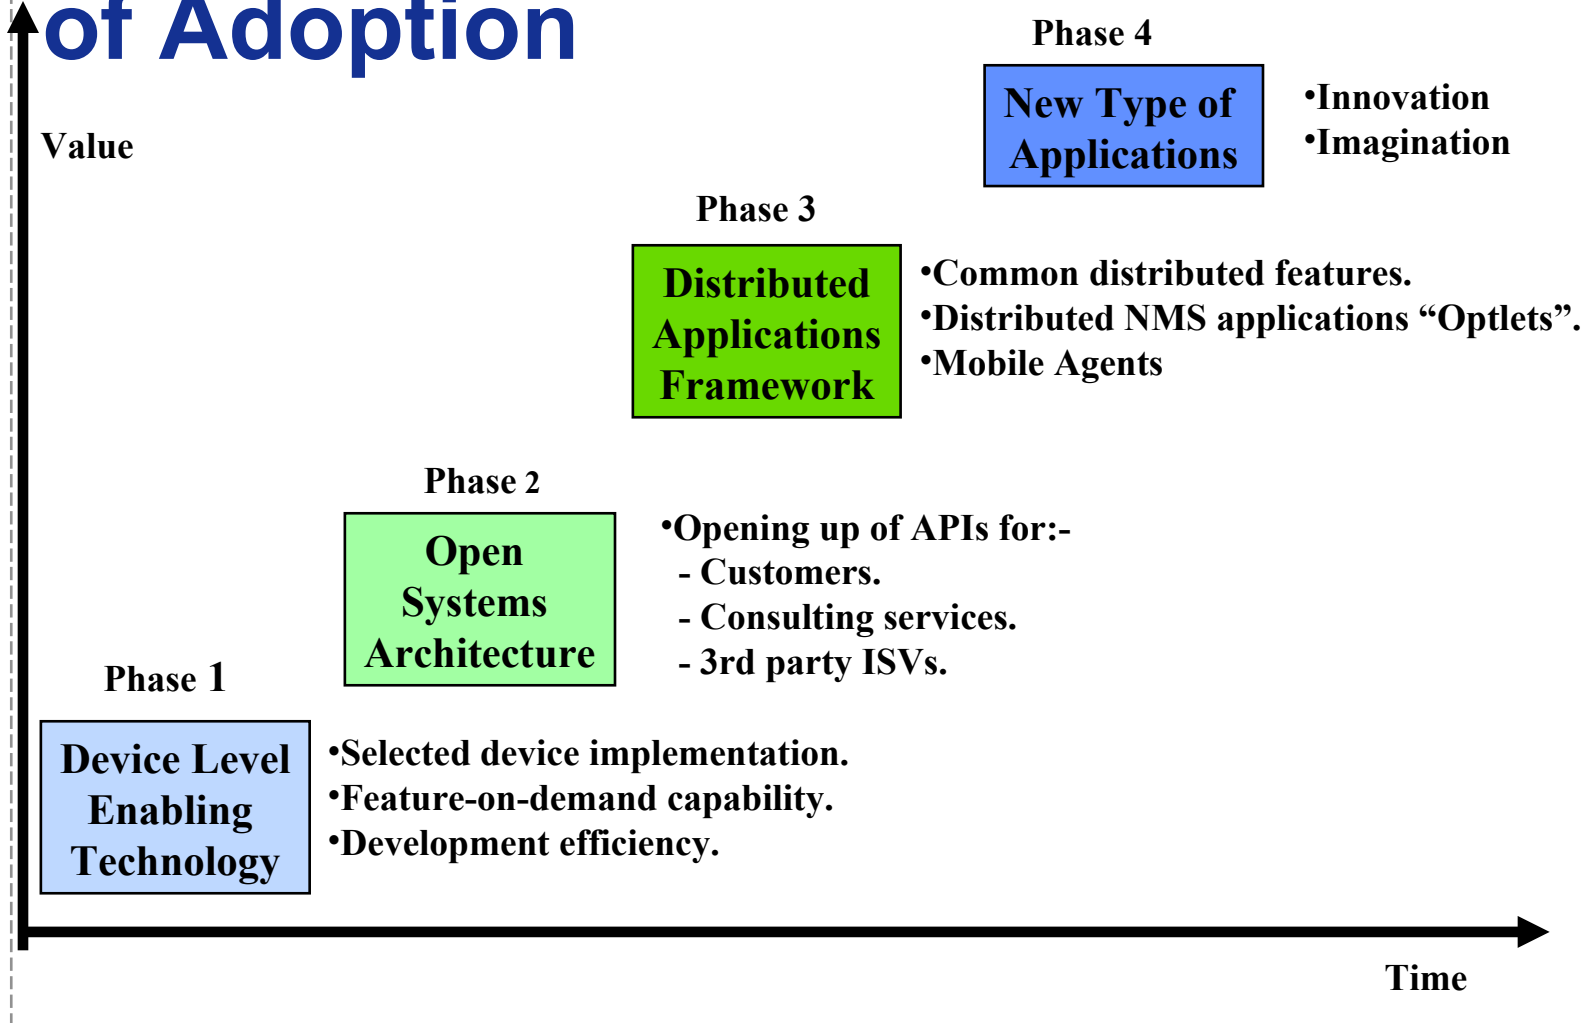 of Adoption
Value
Phase 4
New Type of
Applications
•Innovation
•Imagination
Phase 3
Distributed
Applications
Framework
•Common distributed features.
•Distributed NMS applications “Optlets”.
•Mobile Agents
Phase 2
Open
Systems
Architecture
•Opening up of APIs for:-
- Customers.
- Consulting services.
- 3rd party ISVs.
Phase 1
Device Level
Enabling
Technology
•Selected device implementation.
•Feature-on-demand capability.
•Development efficiency.
Time